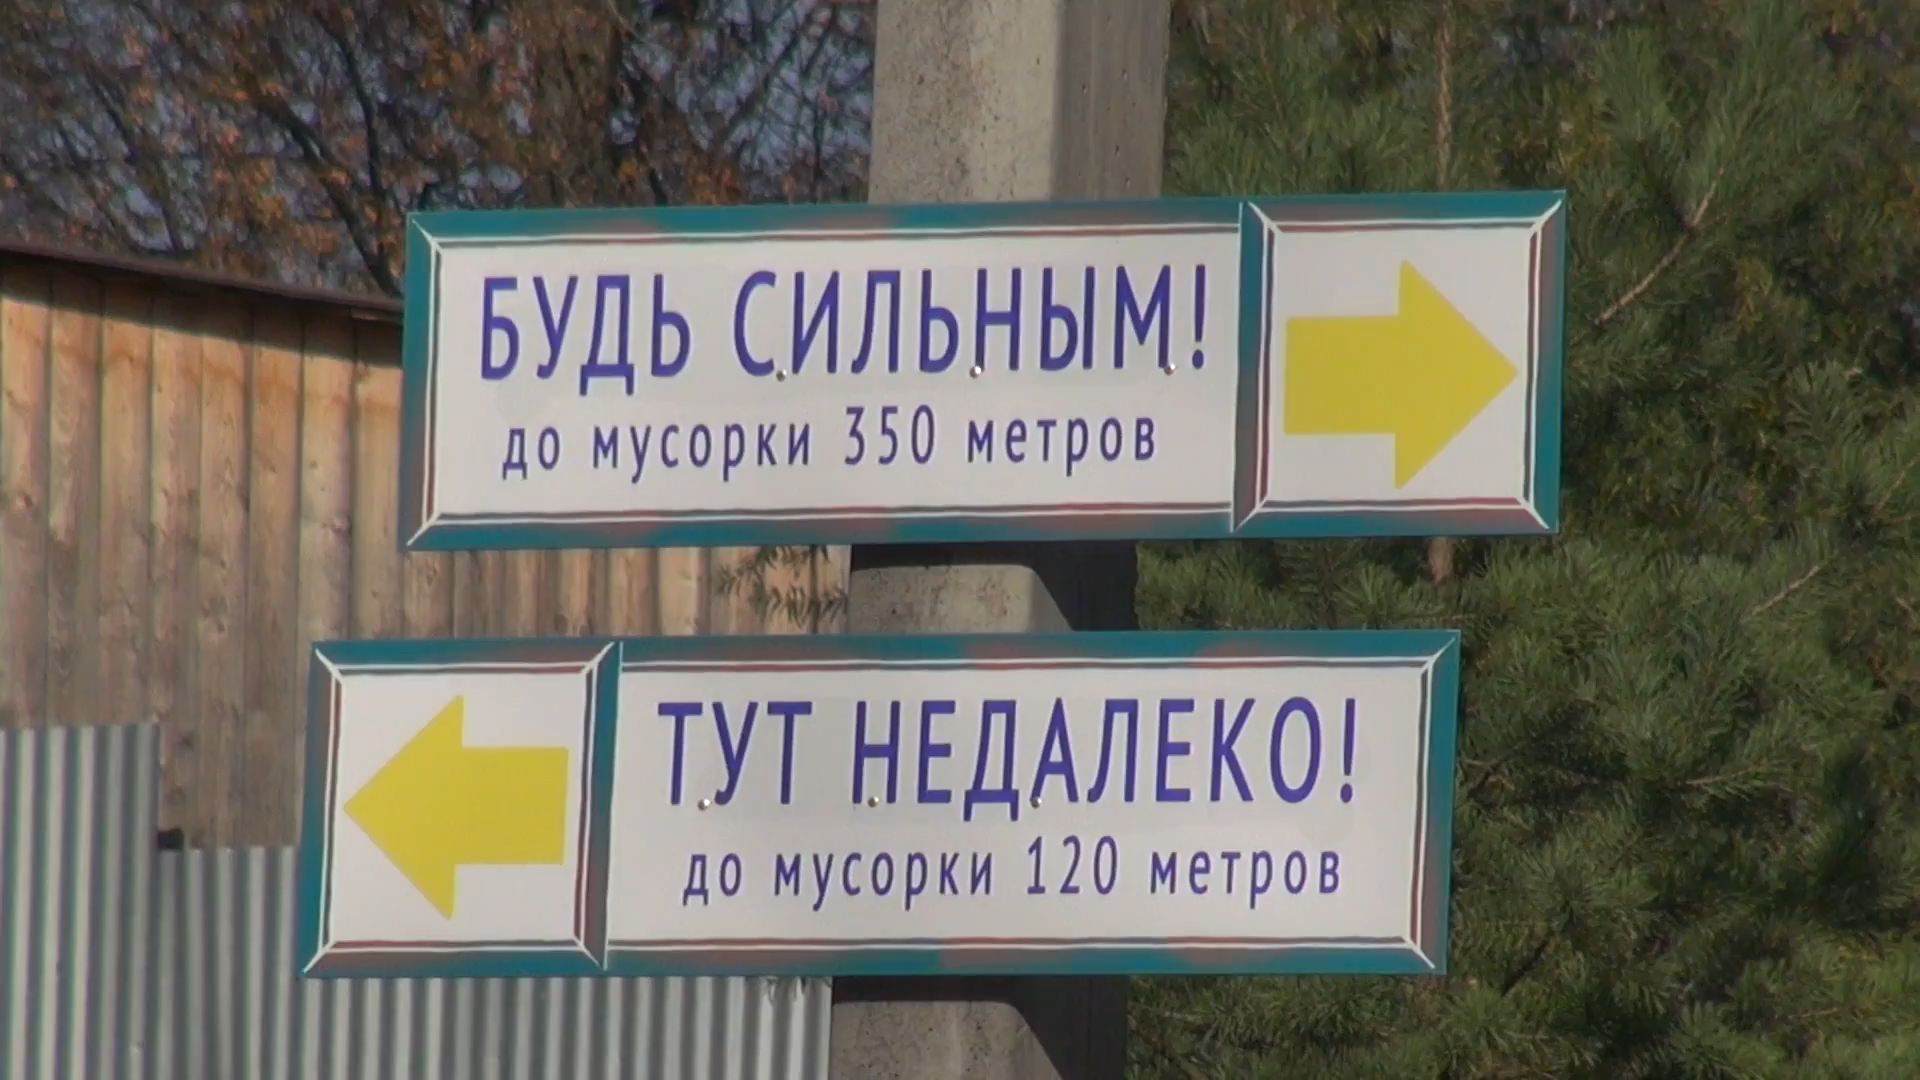 БУДЬ СИЛЬНЫМ!
до мусорки 350 метров
ТУТ НЕДАЛЕКО!
до мусорки 120 метров